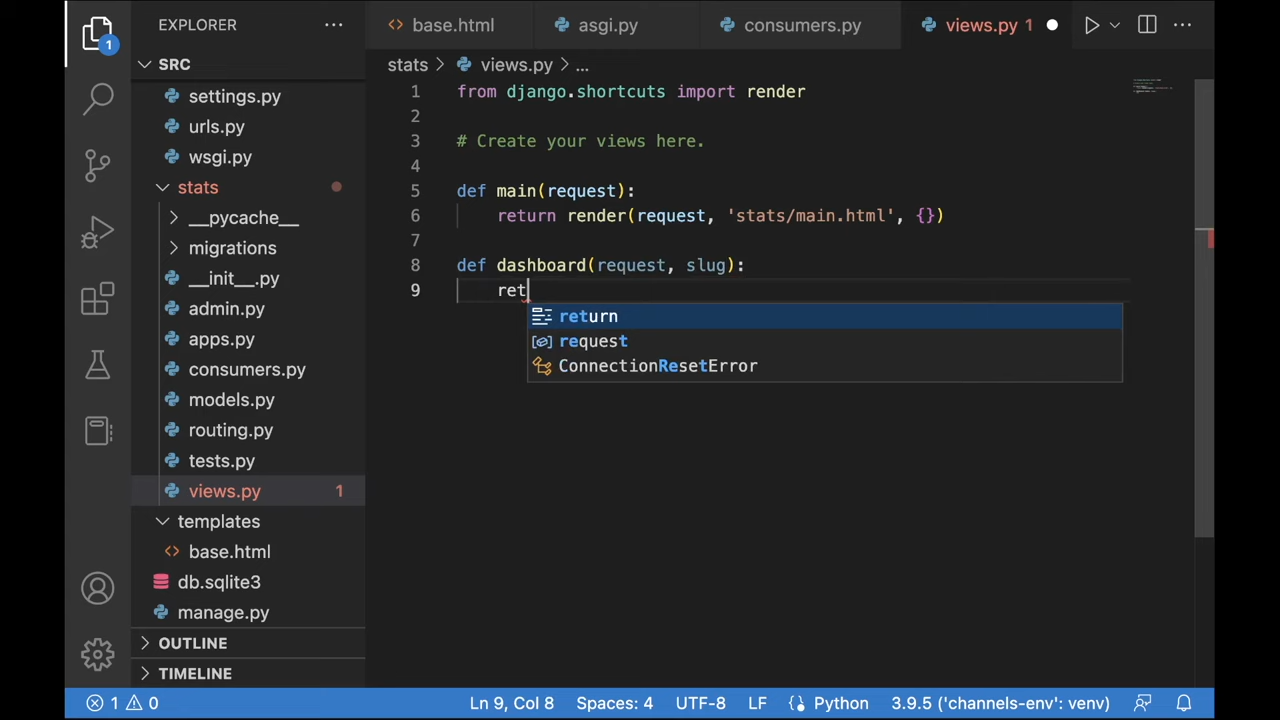 EXPLORER ...
base.html asgi.py consumers.py views.py 1
SRC
stats > views.py > ...
settings.py
urls.py
wsgi.py
stats
__pycache__
migrations
__init__.py
admin.py
apps.py
consumers.py
models.py
routing.py
tests.py
views.py 1
templates
base.html
db.sqlite3
manage.py
OUTLINE
TIMELINE
1
1 from django.shortcuts import render
2
3 # Create your views here.
4
5 def main(request):
6 return render(request, 'stats/main.html', {})
7
8 def dashboard(request, slug):
9 ret
return
request
ConnectionResetError
1 0 Ln 9, Col 8 Spaces: 4 UTF-8 LF Python 3.9.5 ('channels-env': venv)